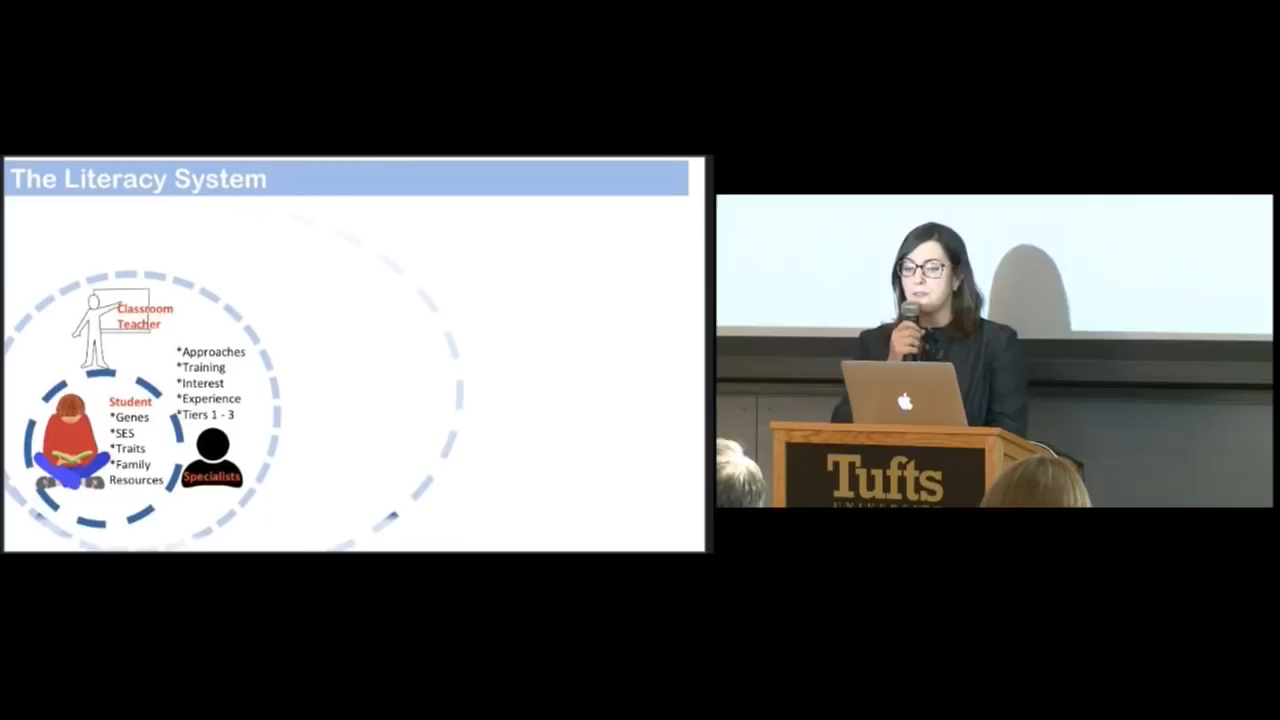 The Literacy System
Classroom
Teacher
*Approaches
*Training
*Interest
*Experience
*Tiers 1 - 3
Student
*Genes
*SES
*Traits
*Family
Resources
Specialists
Tufts
UNIVERSITY